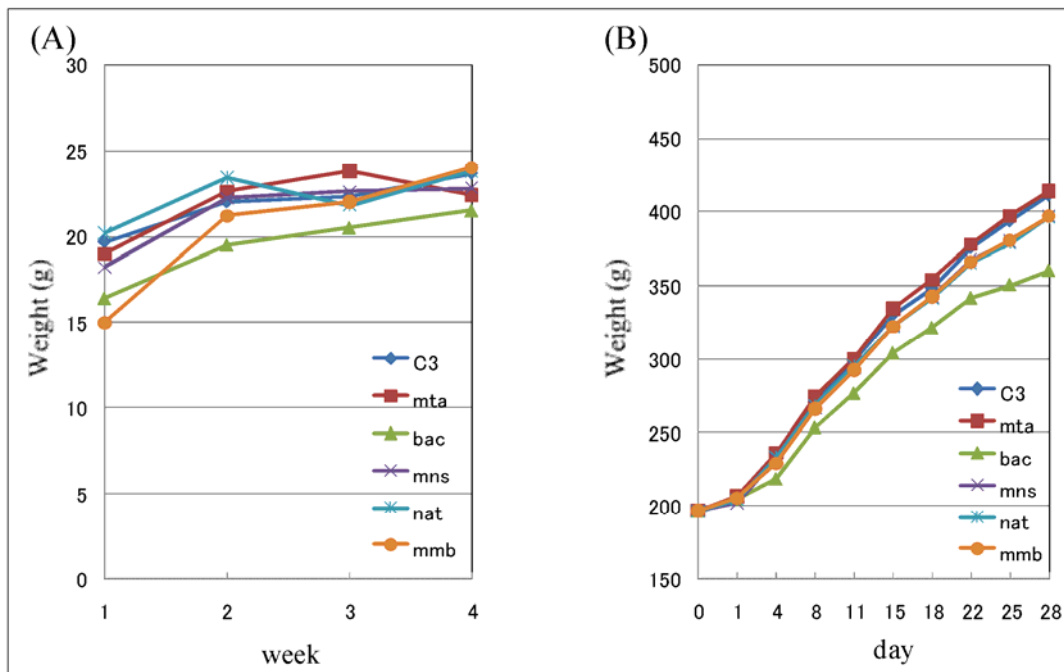 (A)
30
25
20
15
10
5
0
Weight (g)
1 2 3 4
week
C3
mta
bac
mns
nat
mmb
(B)
500
450
400
350
300
250
200
150
Weight (g)
0 1 4 8 11 15 18 22 25 28
day
C3
mta
bac
mns
nat
mmb